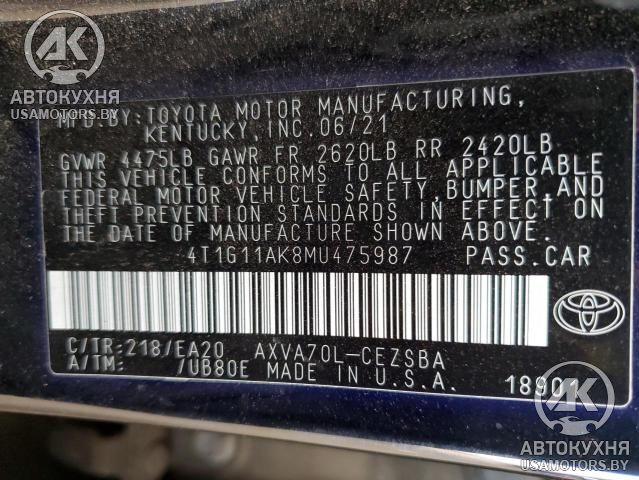 АК
АВТОКУХНЯ
USAMOTORS.BY
MFD. BY: TOYOTA MOTOR MANUFACTURING,
KENTUCKY, INC. 06/21
GVWR 4475LB GAWR FR 2620LB RR 2420LB
THIS VEHICLE CONFORMS TO ALL APPLICABLE
FEDERAL MOTOR VEHICLE SAFETY, BUMPER, AND
THEFT PREVENTION STANDARDS IN EFFECT ON
THE DATE OF MANUFACTURE SHOWN ABOVE.
4T1G11AK8MU475987 PASS.CAR
C/TR: 218/EA20 AXVA70L-CEZSBA
A/TM: /UB80E MADE IN U.S.A.
18901
АК
АВТОКУХНЯ
USAMOTORS.BY